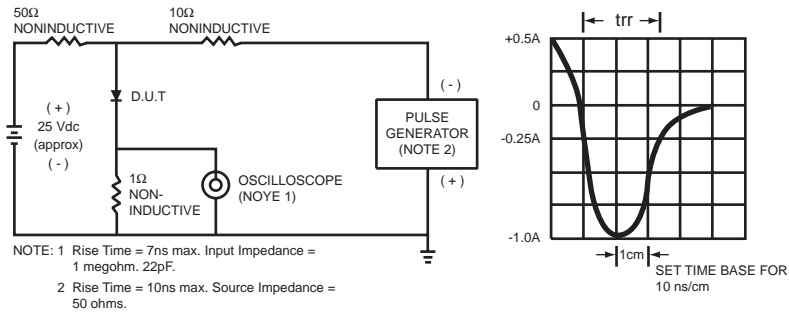 50Ω
NONINDUCTIVE
10Ω
NONINDUCTIVE
( + )
25 Vdc
(approx)
( - )
D.U.T
1Ω
NON-
INDUCTIVE
OSCILLOSCOPE
(NOYE 1)
( - )
PULSE
GENERATOR
(NOTE 2)
( + )
NOTE: 1 Rise Time = 7ns max. Input Impedance =
1 megohm. 22pF.
2 Rise Time = 10ns max. Source Impedance =
50 ohms.
trr
+0.5A
0
-0.25A
-1.0A
1cm
SET TIME BASE FOR
10 ns/cm